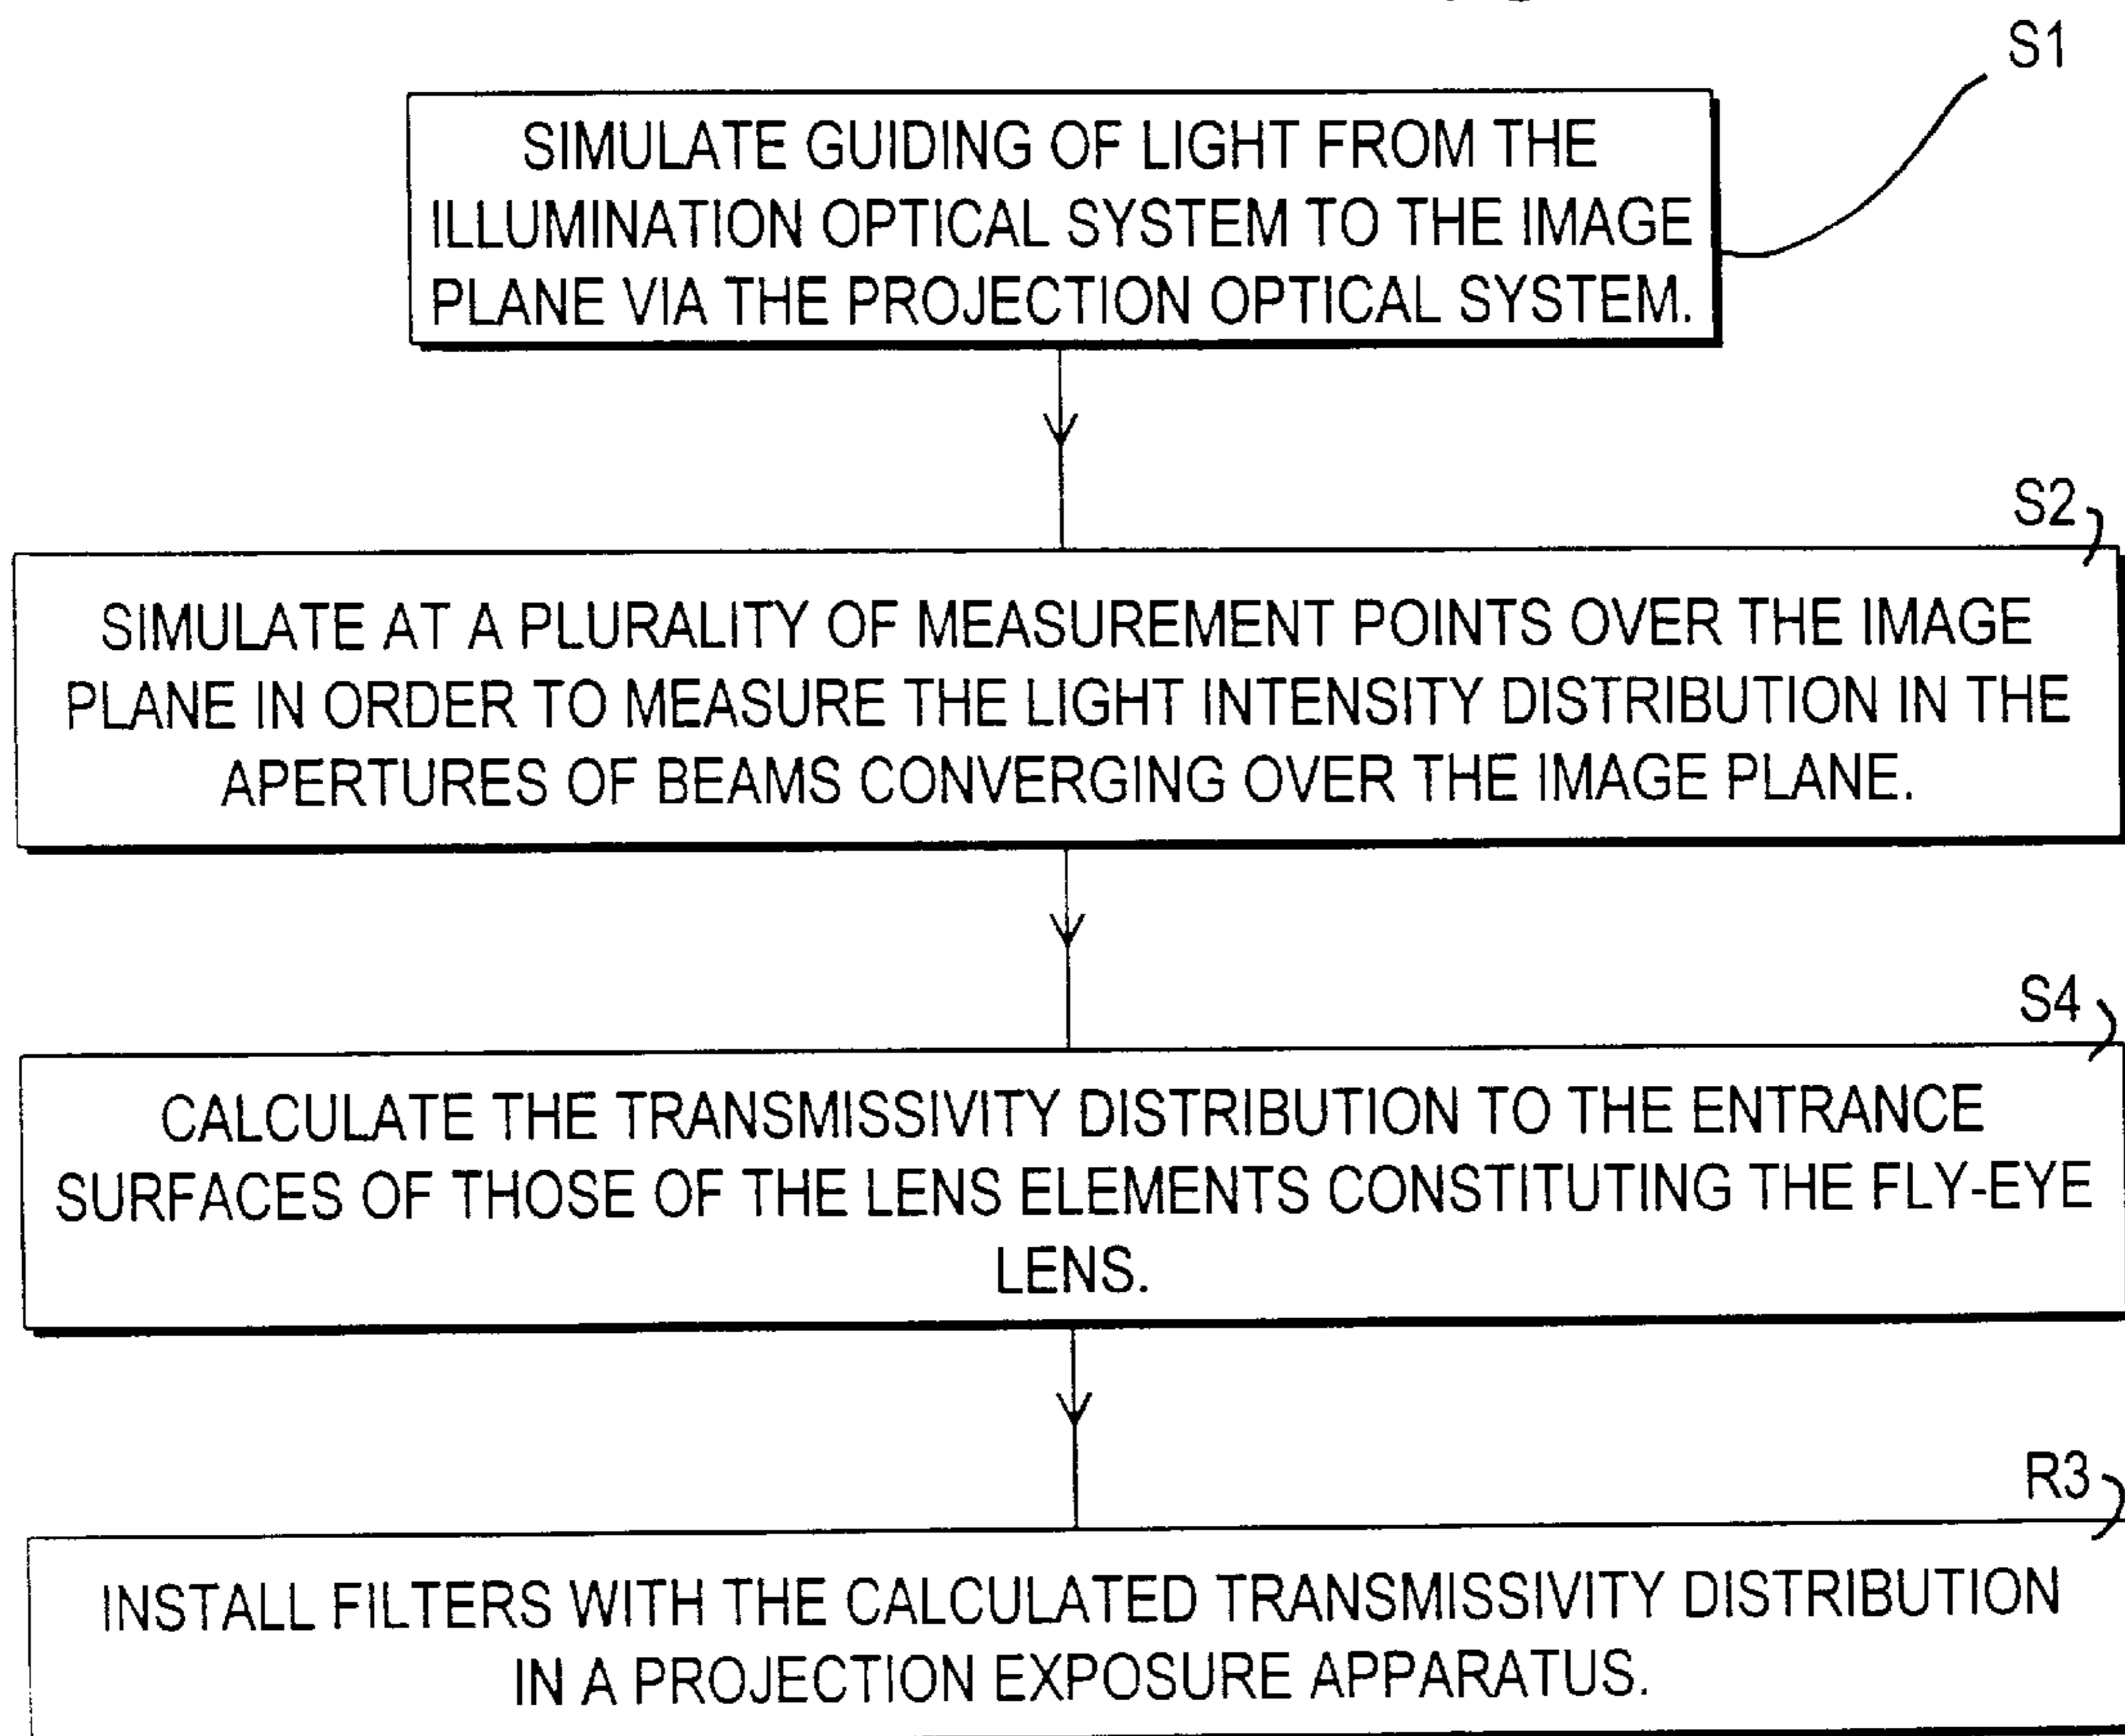 S1
SIMULATE GUIDING OF LIGHT FROM THE
ILLUMINATION OPTICAL SYSTEM TO THE IMAGE
PLANE VIA THE PROJECTION OPTICAL SYSTEM.
S2
SIMULATE AT A PLURALITY OF MEASUREMENT POINTS OVER THE IMAGE
PLANE IN ORDER TO MEASURE THE LIGHT INTENSITY DISTRIBUTION IN THE
APERTURES OF BEAMS CONVERGING OVER THE IMAGE PLANE.
S4
CALCULATE THE TRANSMISSIVITY DISTRIBUTION TO THE ENTRANCE
SURFACES OF THOSE OF THE LENS ELEMENTS CONSTITUTING THE FLY-EYE
LENS.
R3
INSTALL FILTERS WITH THE CALCULATED TRANSMISSIVITY DISTRIBUTION
IN A PROJECTION EXPOSURE APPARATUS.